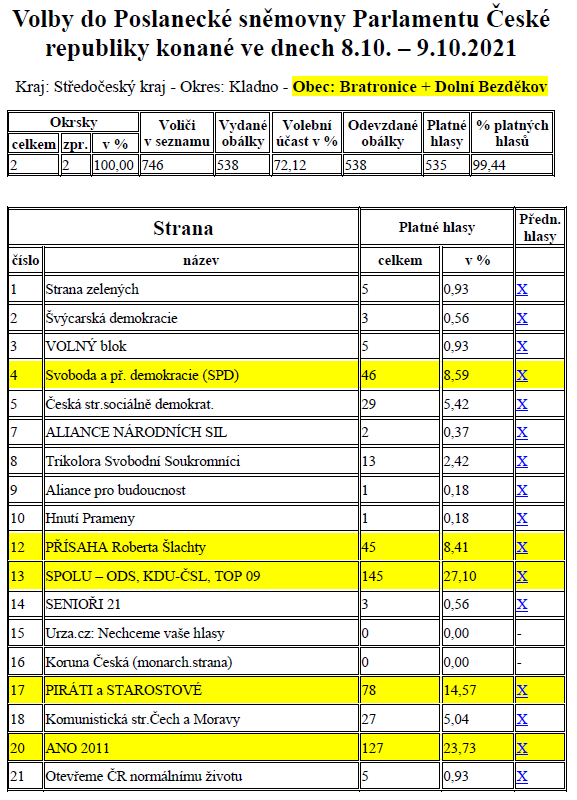 Volby do Poslanecké sněmovny Parlamentu České
republiky konané ve dnech 8.10. – 9.10.2021
Kraj: Středočeský kraj - Okres: Kladno - Obec: Bratronice + Dolní Bezděkov
Okrsky Voliči v seznamu Vydané obálky Volební účast v % Odevzdané obálky Platné hlasy % platných hlasů
celkem zpr. v %
2 2 100,00 746 538 72,12 538 535 99,44
Strana Platné hlasy Předn. hlasy
číslo název celkem v %
1 Strana zelených 5 0,93 X
2 Švýcarská demokracie 3 0,56 X
3 VOLNÝ blok 5 0,93 X
4 Svoboda a př. demokracie (SPD) 46 8,59 X
5 Česká str.sociálně demokrat. 29 5,42 X
7 ALIANCE NÁRODNÍCH SIL 2 0,37 X
8 Trikolora Svobodní Soukromníci 13 2,42 X
9 Aliance pro budoucnost 1 0,18 X
10 Hnutí Prameny 1 0,18 X
12 PŘÍSAHA Roberta Šlachty 45 8,41 X
13 SPOLU – ODS, KDU-ČSL, TOP 09 145 27,10 X
14 SENIOŘI 21 3 0,56 X
15 Urza.cz: Nechceme vaše hlasy 0 0,00 -
16 Koruna Česká (monarch.strana) 0 0,00 -
17 PIRÁTI a STAROSTOVÉ 78 14,57 X
18 Komunistická str.Čech a Moravy 27 5,04 X
20 ANO 2011 127 23,73 X
21 Otevřeme ČR normálnímu životu 5 0,93 X